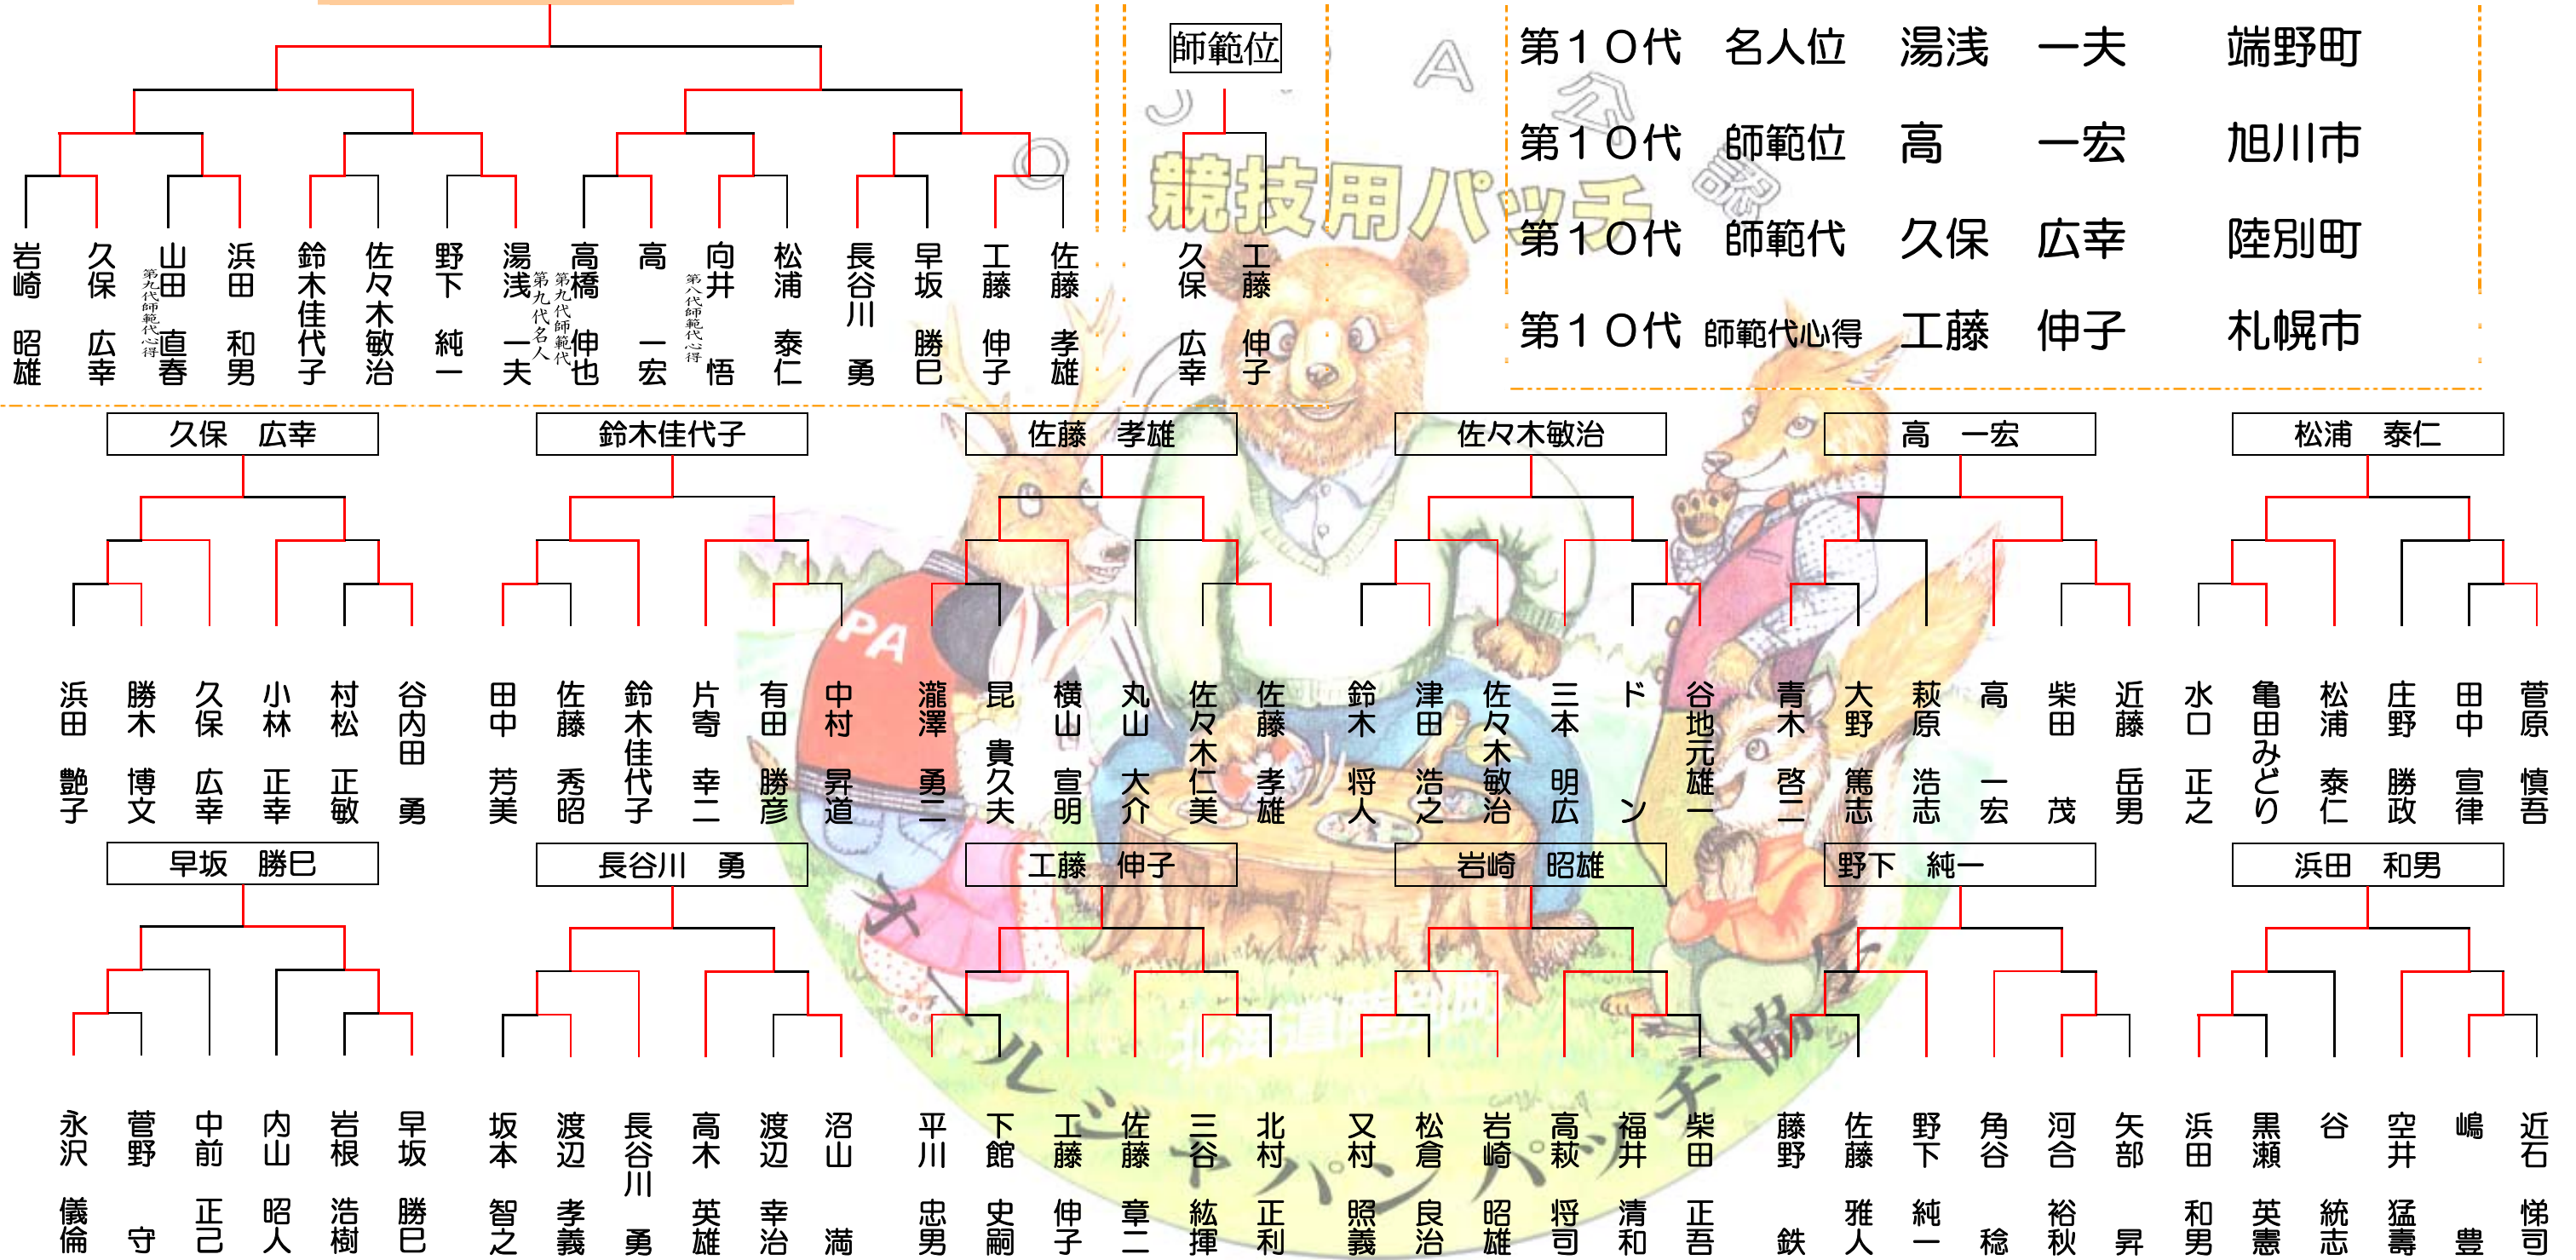 師範位
第１０代　名人位　湯浅　一夫　端野町
第１０代　師範位　高　一宏　旭川市
第１０代　師範代　久保　広幸　陸別町
第１０代　師範代心得　工藤　伸子　札幌市
岩崎　昭雄
久保　広幸
第九代師範代心得
山田　直春
浜田　和男
鈴木佳代子
佐々木敏治
野下　純一
湯浅　一夫
第九代名人
第九代師範代
高橋　伸也
高　一宏
第八代師範代心得
向井　悟
松浦　泰仁
長谷川　勇
早坂　勝巳
工藤　伸子
佐藤　孝雄
久保　広幸
工藤　伸子
ＯＪＰＡ公認
競技用パッチ
久保　広幸
鈴木佳代子
佐藤　孝雄
佐々木敏治
高　一宏
松浦　泰仁
浜田　艶子
勝木　博文
久保　広幸
小林　正幸
村松　正敏
谷内田　勇
田中　芳美
佐藤　秀昭
鈴木佳代子
片寄　幸二
有田　勝彦
中村　昇道
瀧澤　勇二
昆　貴久夫
横山　宣明
丸山　大介
佐々木仁美
佐藤　孝雄
鈴木　将人
津田　浩之
佐々木敏治
三本　明広
ドン
谷地元雄一
青木　啓二
大野　篤志
萩原　浩志
高　一宏
柴田　茂
近藤　岳男
水口　正之
亀田みどり
松浦　泰仁
庄野　勝政
田中　宣律
菅原　慎吾
PA
早坂　勝巳
長谷川　勇
工藤　伸子
岩崎　昭雄
野下　純一
浜田　和男
永沢　儀倫
菅野　守
中前　正己
内山　昭人
岩根　浩樹
早坂　勝巳
坂本　智之
渡辺　孝義
長谷川　勇
高木　英雄
渡辺　幸治
沼山　満
平川　忠男
下館　史嗣
工藤　伸子
佐藤　章二
三谷　紘揮
北村　正利
又村　照義
松倉　良治
岩崎　昭雄
高萩　将司
福井　清和
柴田　正吾
藤野　鉄
佐藤　雅人
野下　純一
角谷　稔
河合　裕秋
矢部　昇
浜田　和男
黒瀬　英憲
谷　統志
空井　猛壽
嶋　豊
近石　悌司
北海道陸別町
オールジャパンパッチ協会